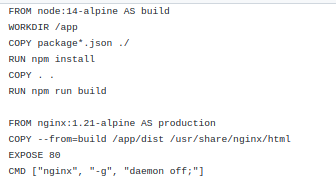 FROM node:14-alpine AS build
WORKDIR /app
COPY package*.json ./
RUN npm install
COPY . .
RUN npm run build

FROM nginx:1.21-alpine AS production
COPY --from=build /app/dist /usr/share/nginx/html
EXPOSE 80
CMD ["nginx", "-g", "daemon off;"]